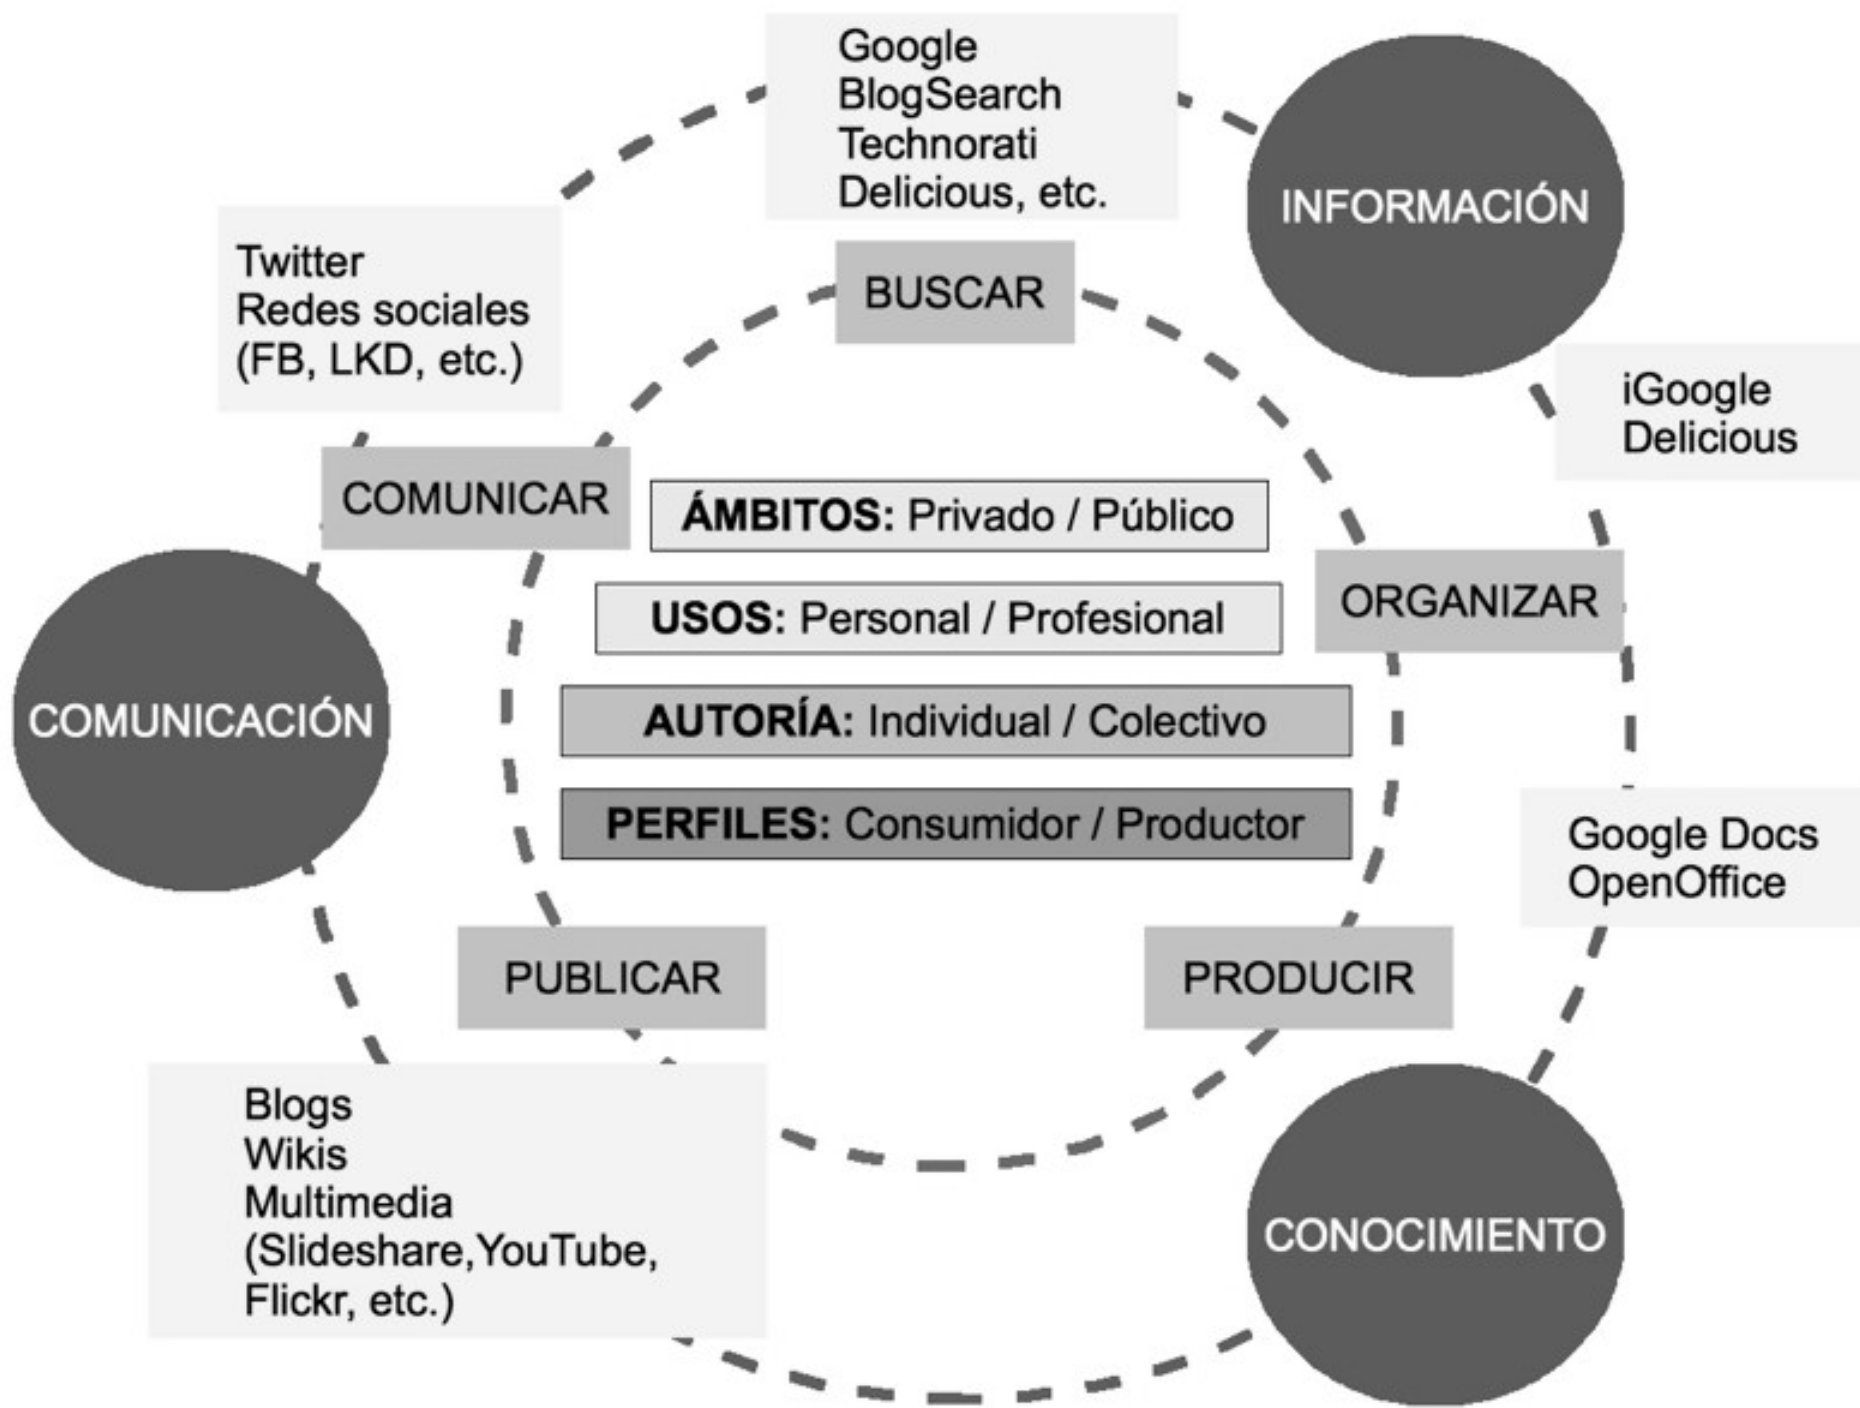 Google
BlogSearch
Technorati
Delicious, etc.
INFORMACIÓN
Twitter
Redes sociales
(FB, LKD, etc.)
BUSCAR
iGoogle
Delicious
COMUNICAR
ÁMBITOS: Privado / Público
ORGANIZAR
USOS: Personal / Profesional
COMUNICACIÓN
AUTORÍA: Individual / Colectivo
PERFILES: Consumidor / Productor
Google Docs
OpenOffice
PUBLICAR
PRODUCIR
Blogs
Wikis
Multimedia
(Slideshare,YouTube,
Flickr, etc.)
CONOCIMIENTO